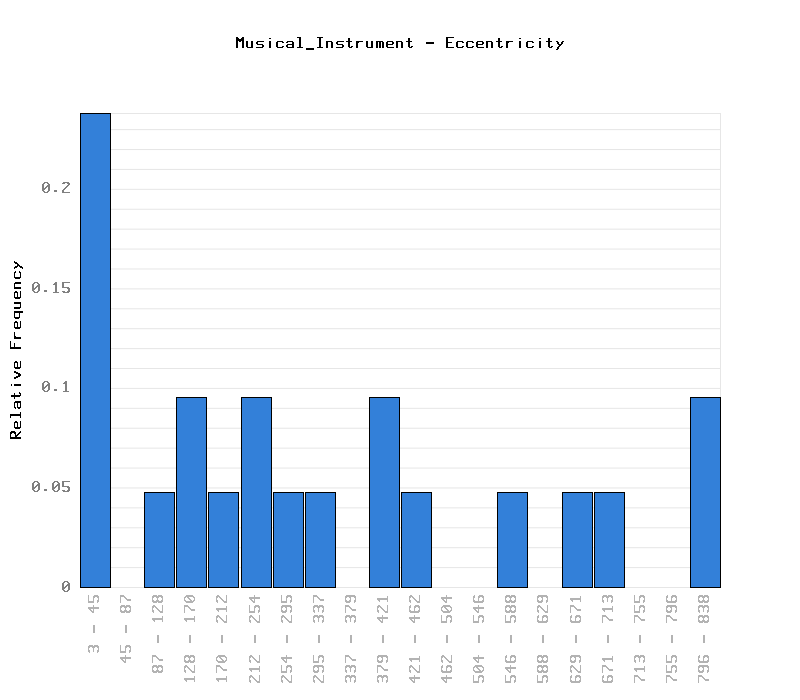 Musical_Instrument - Eccentricity
Relative Frequency
0.2
0.15
0.1
0.05
0
3 - 45
45 - 87
87 - 128
128 - 170
170 - 212
212 - 254
254 - 295
295 - 337
337 - 379
379 - 421
421 - 462
462 - 504
504 - 546
546 - 588
588 - 629
629 - 671
671 - 713
713 - 755
755 - 796
796 - 838